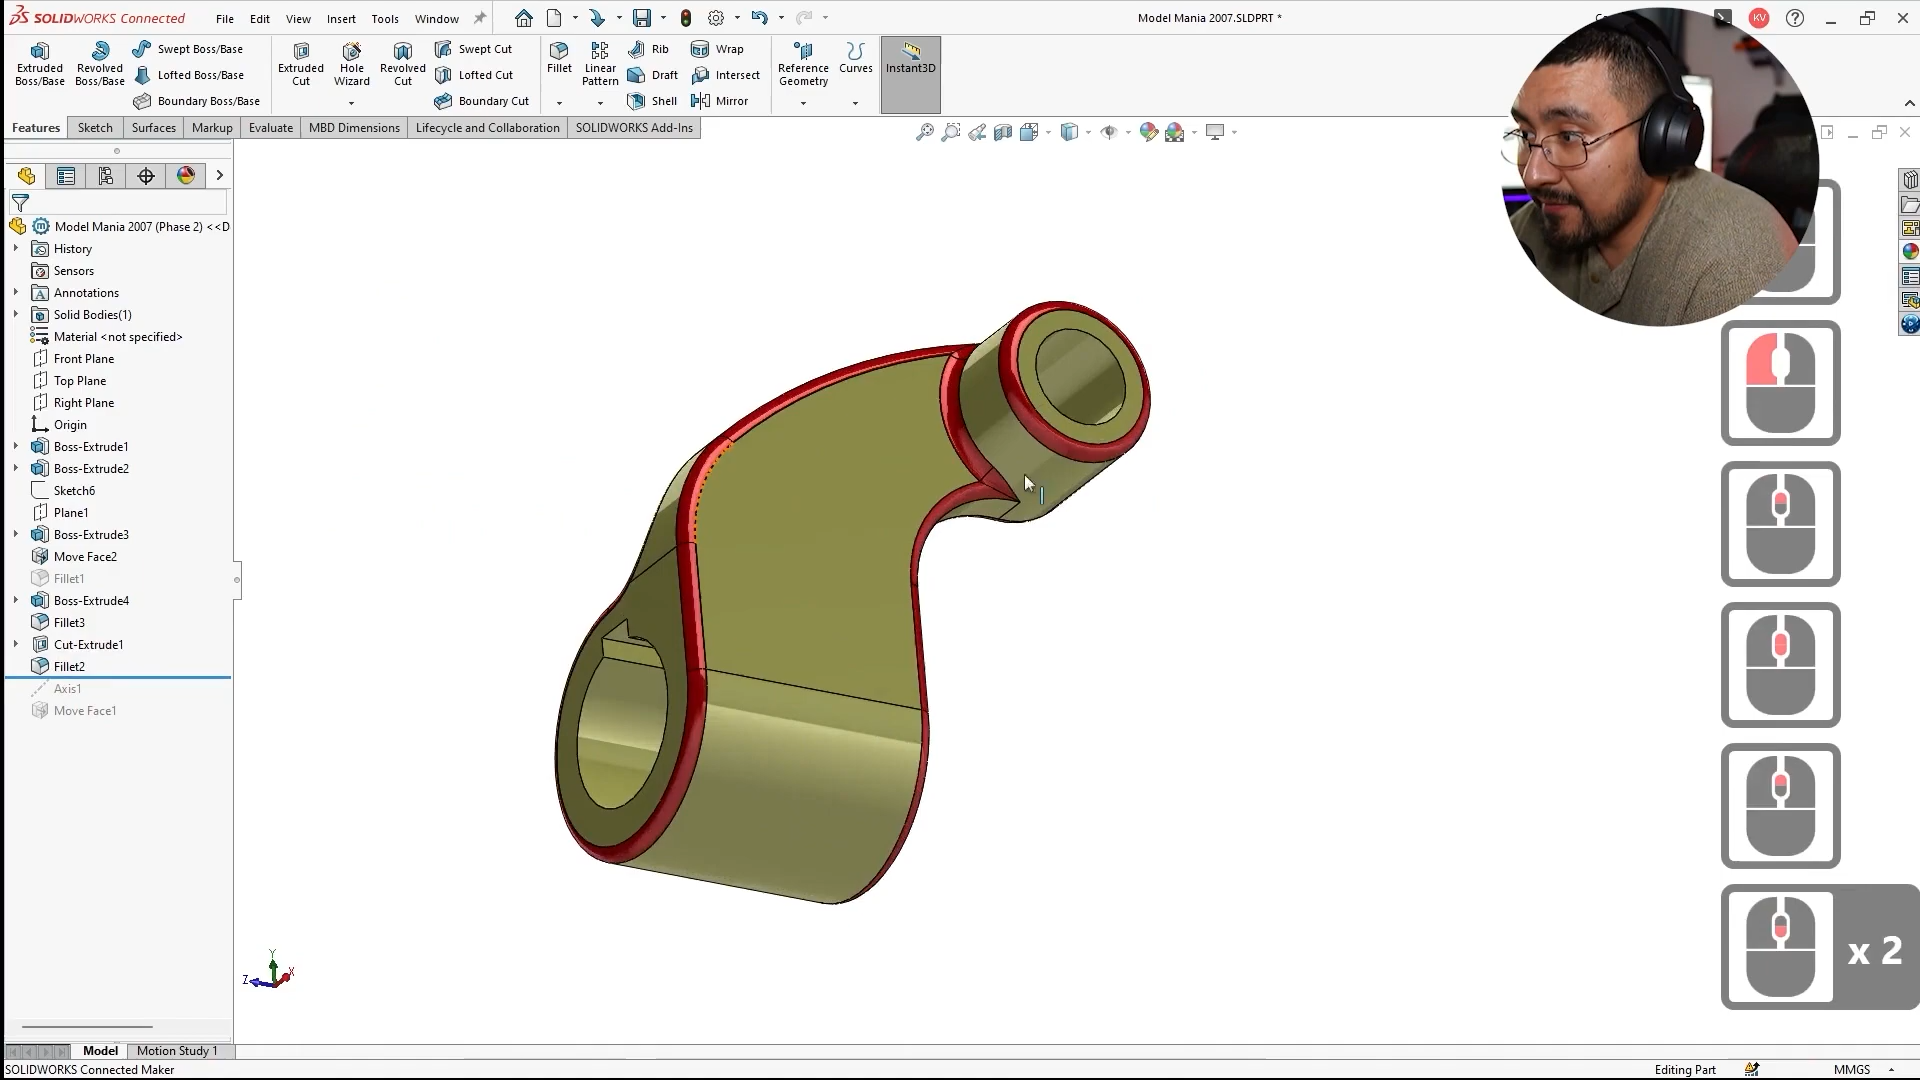 SOLIDWORKS Connected
File Edit View Insert Tools Window
Model Mania 2007.SLDPRT *
KV
Extruded Boss/Base
Revolved Boss/Base
Swept Boss/Base
Lofted Boss/Base
Boundary Boss/Base
Extruded Cut
Hole Wizard
Revolved Cut
Swept Cut
Lofted Cut
Boundary Cut
Fillet
Linear Pattern
Rib
Draft
Shell
Wrap
Intersect
Mirror
Reference Geometry
Curves
Instant3D
Features Sketch Surfaces Markup Evaluate MBD Dimensions Lifecycle and Collaboration SOLIDWORKS Add-Ins
Model Mania 2007 (Phase 2) <<D
History
Sensors
Annotations
Solid Bodies(1)
Material <not specified>
Front Plane
Top Plane
Right Plane
Origin
Boss-Extrude1
Boss-Extrude2
Sketch6
Plane1
Boss-Extrude3
Move Face2
Fillet1
Boss-Extrude4
Fillet3
Cut-Extrude1
Fillet2
Axis1
Move Face1
Y
Z
X
x 2
Model Motion Study 1
SOLIDWORKS Connected Maker
Editing Part
MMGS